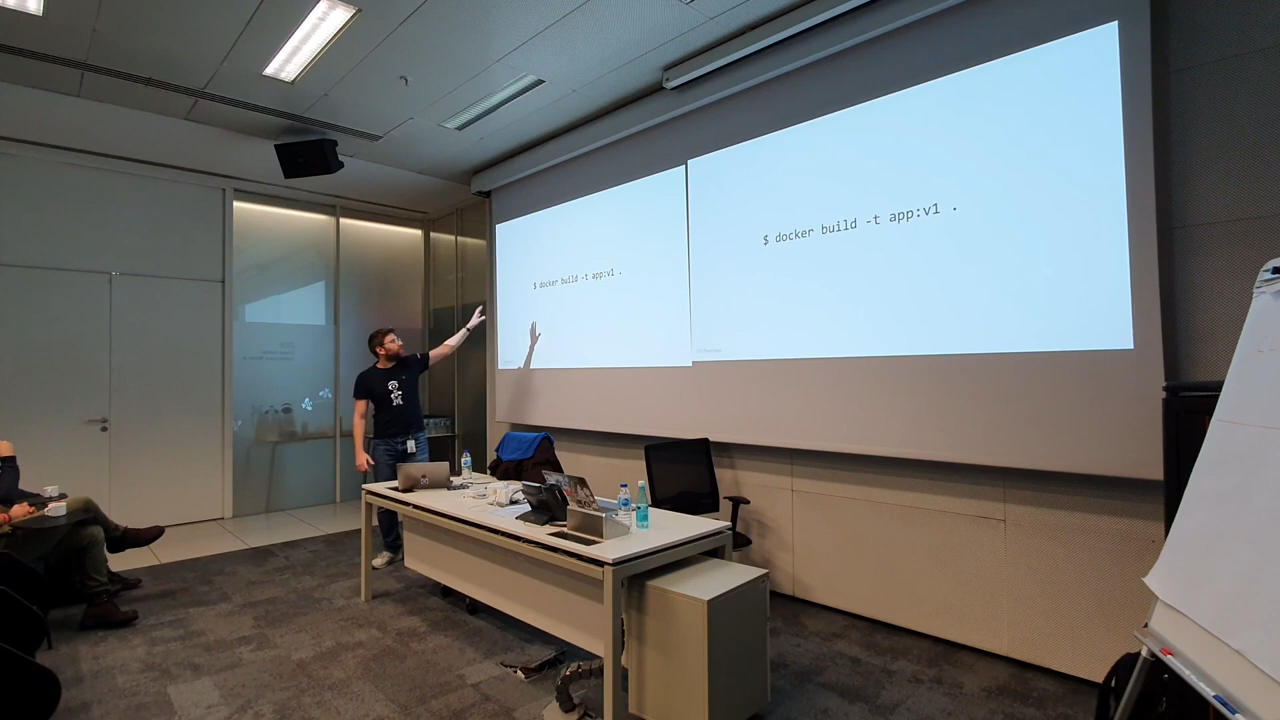 $ docker build -t app:v1 .
$ docker build -t app:v1 .